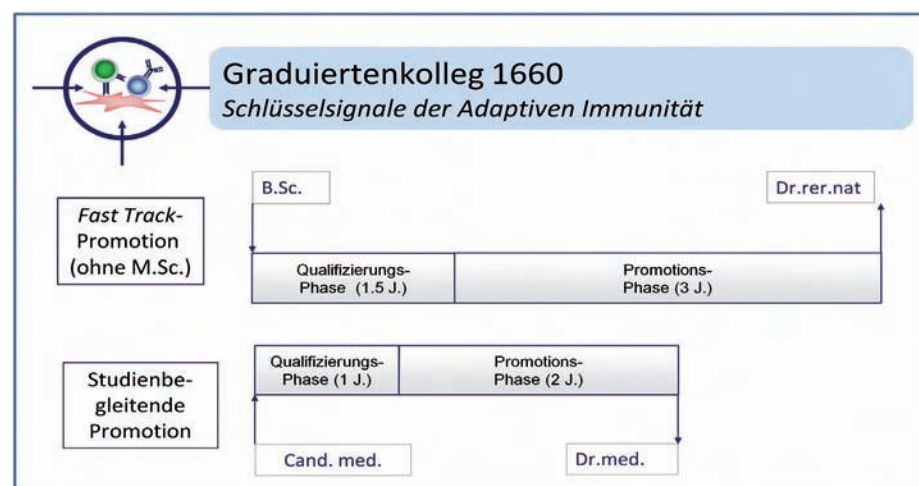 Graduiertenkolleg 1660
Schlüsselsignale der Adaptiven Immunität
B.Sc.
Dr.rer.nat
Fast Track-
Promotion
(ohne M.Sc.)
Qualifizierungs-
Phase (1.5 J.)
Promotions-
Phase (3 J.)
Studienbe-
gleitende
Promotion
Qualifizierungs-
Phase (1 J.)
Promotions-
Phase (2 J.)
Cand. med.
Dr.med.